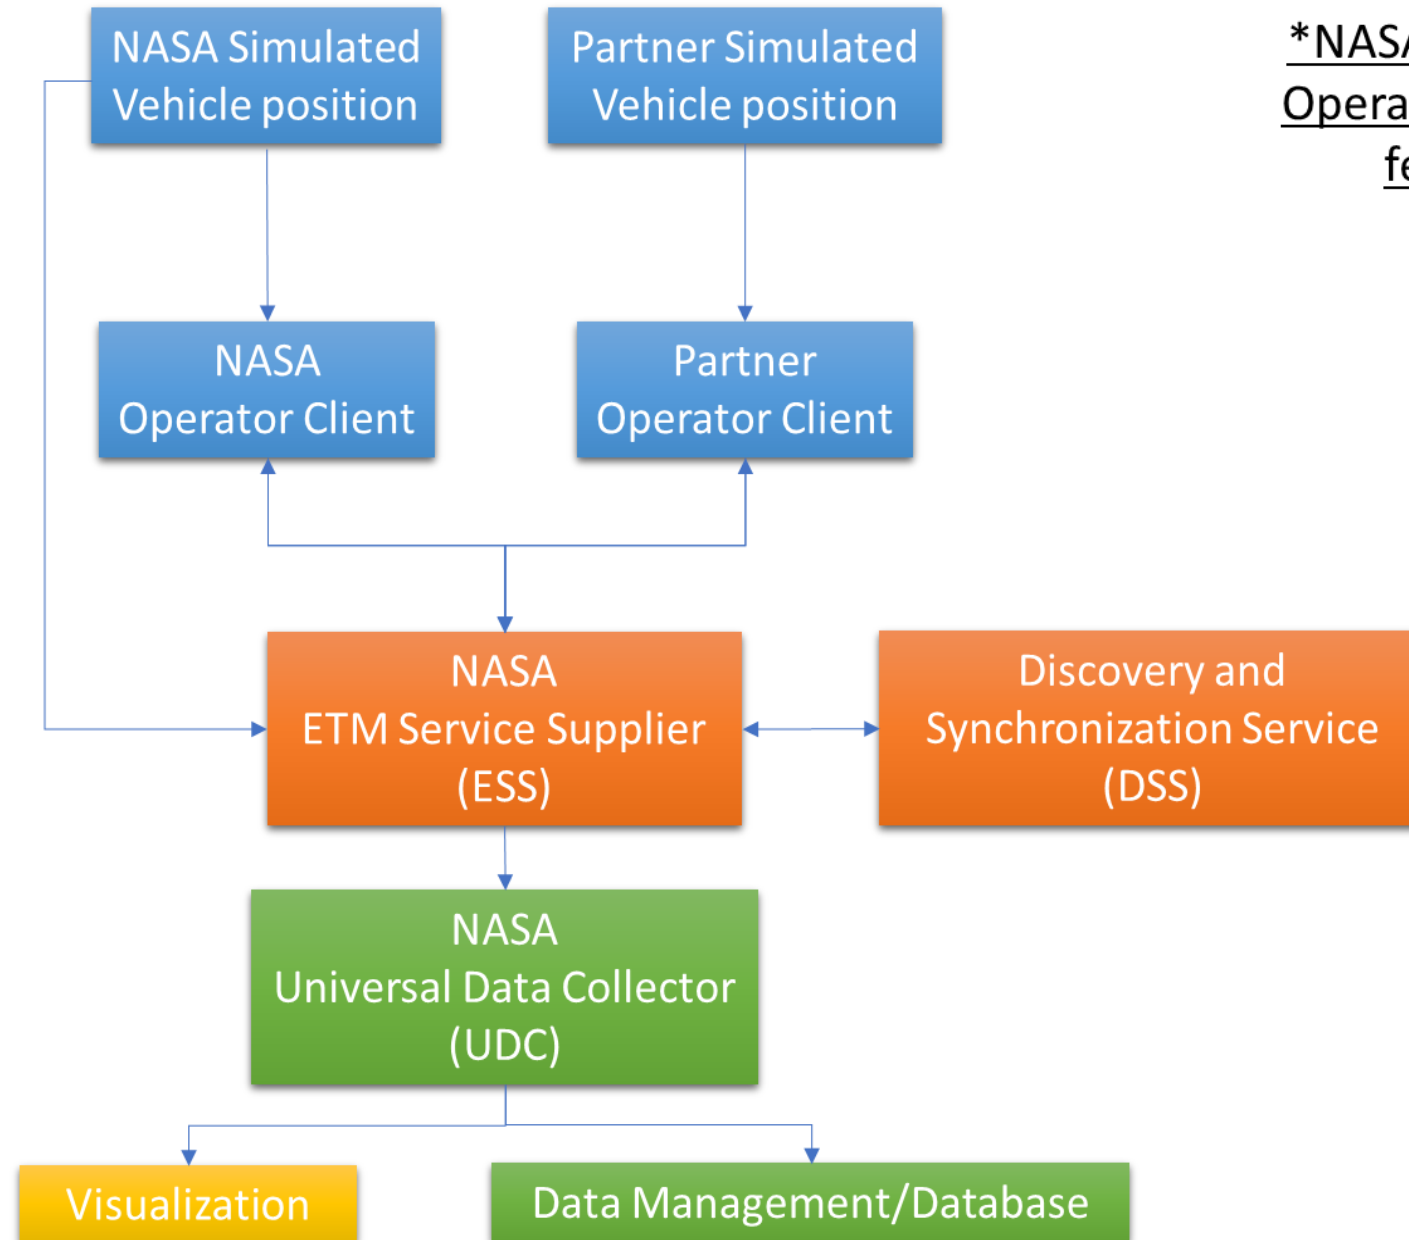 NASA Simulated
Vehicle position
Partner Simulated
Vehicle position
*NASA
NASA
Operator Client
Partner
Operator Client
NASA
ETM Service Supplier
(ESS)
Discovery and
Synchronization Service
(DSS)
NASA
Universal Data Collector
(UDC)
Visualization
Data Management/Database